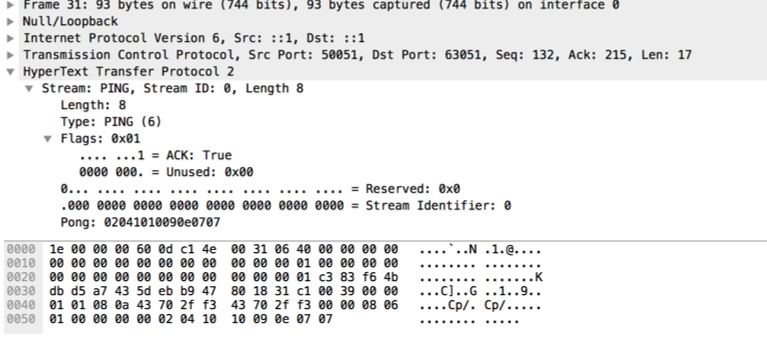 Frame 31: 93 bytes on wire (744 bits), 93 bytes captured (744 bits) on interface 0
Null/Loopback
Internet Protocol Version 6, Src: ::1, Dst: ::1
Transmission Control Protocol, Src Port: 50051, Dst Port: 63051, Seq: 132, Ack: 215, Len: 17
HyperText Transfer Protocol 2
Stream: PING, Stream ID: 0, Length 8
Length: 8
Type: PING (6)
Flags: 0x01
.... ...1 = ACK: True
0000 000. = Unused: 0x00
0... .... .... .... .... .... .... .... = Reserved: 0x0
.000 0000 0000 0000 0000 0000 0000 0000 = Stream Identifier: 0
Pong: 02041010090e0707
0000 1e 00 00 00 60 0d c1 4e 00 31 06 40 00 00 00 00 ....`..N .1.@....
0010 00 00 00 00 00 00 00 00 00 00 00 01 00 00 00 00 ........ ........
0020 00 00 00 00 00 00 00 00 00 00 00 01 c3 83 f6 4b ........ .......K
0030 db d5 a7 43 5d eb b9 47 80 18 31 c1 00 39 00 00 ...C]..G ..1..9..
0040 01 01 08 0a 43 70 2f f3 43 70 2f f3 00 00 08 06 ....Cp/. Cp/.....
0050 01 00 00 00 00 02 04 10 10 09 0e 07 07 ........ .....